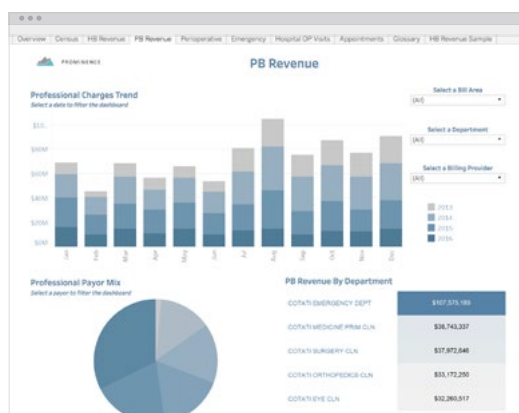 Overview Census HB Revenue PB Revenue Perioperative Emergency Hospital OP Visits Appointments Glossary HB Revenue Sample
PROMINENCE
PB Revenue
Professional Charges Trend
Select a date to filter the dashboard
$80M
$60M
$40M
$20M
$0M
Jan Feb Mar Apr May Jun Jul Aug Sep Oct Nov Dec
Select a Bill Area
(All)
Select a Department
(All)
Select a Billing Provider
(All)
2013
2014
2015
2016
Professional Payor Mix
Select a payor to filter the dashboard
PB Revenue By Department
COTATI EMERGENCY DEPT $107,575,189
COTATI MEDICINE PRIM CLN $38,743,337
COTATI SURGERY CLN $37,972,646
COTATI ORTHOPEDICS CLN $33,172,250
COTATI EYE CLN $32,260,517